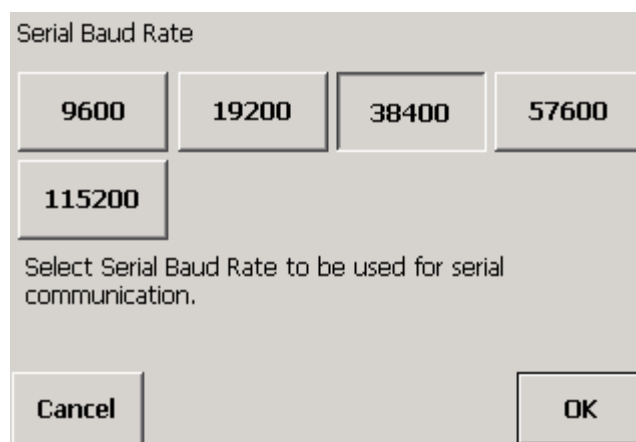 Serial Baud Rate
9600 19200 38400 57600
115200
Select Serial Baud Rate to be used for serial
communication.
Cancel OK